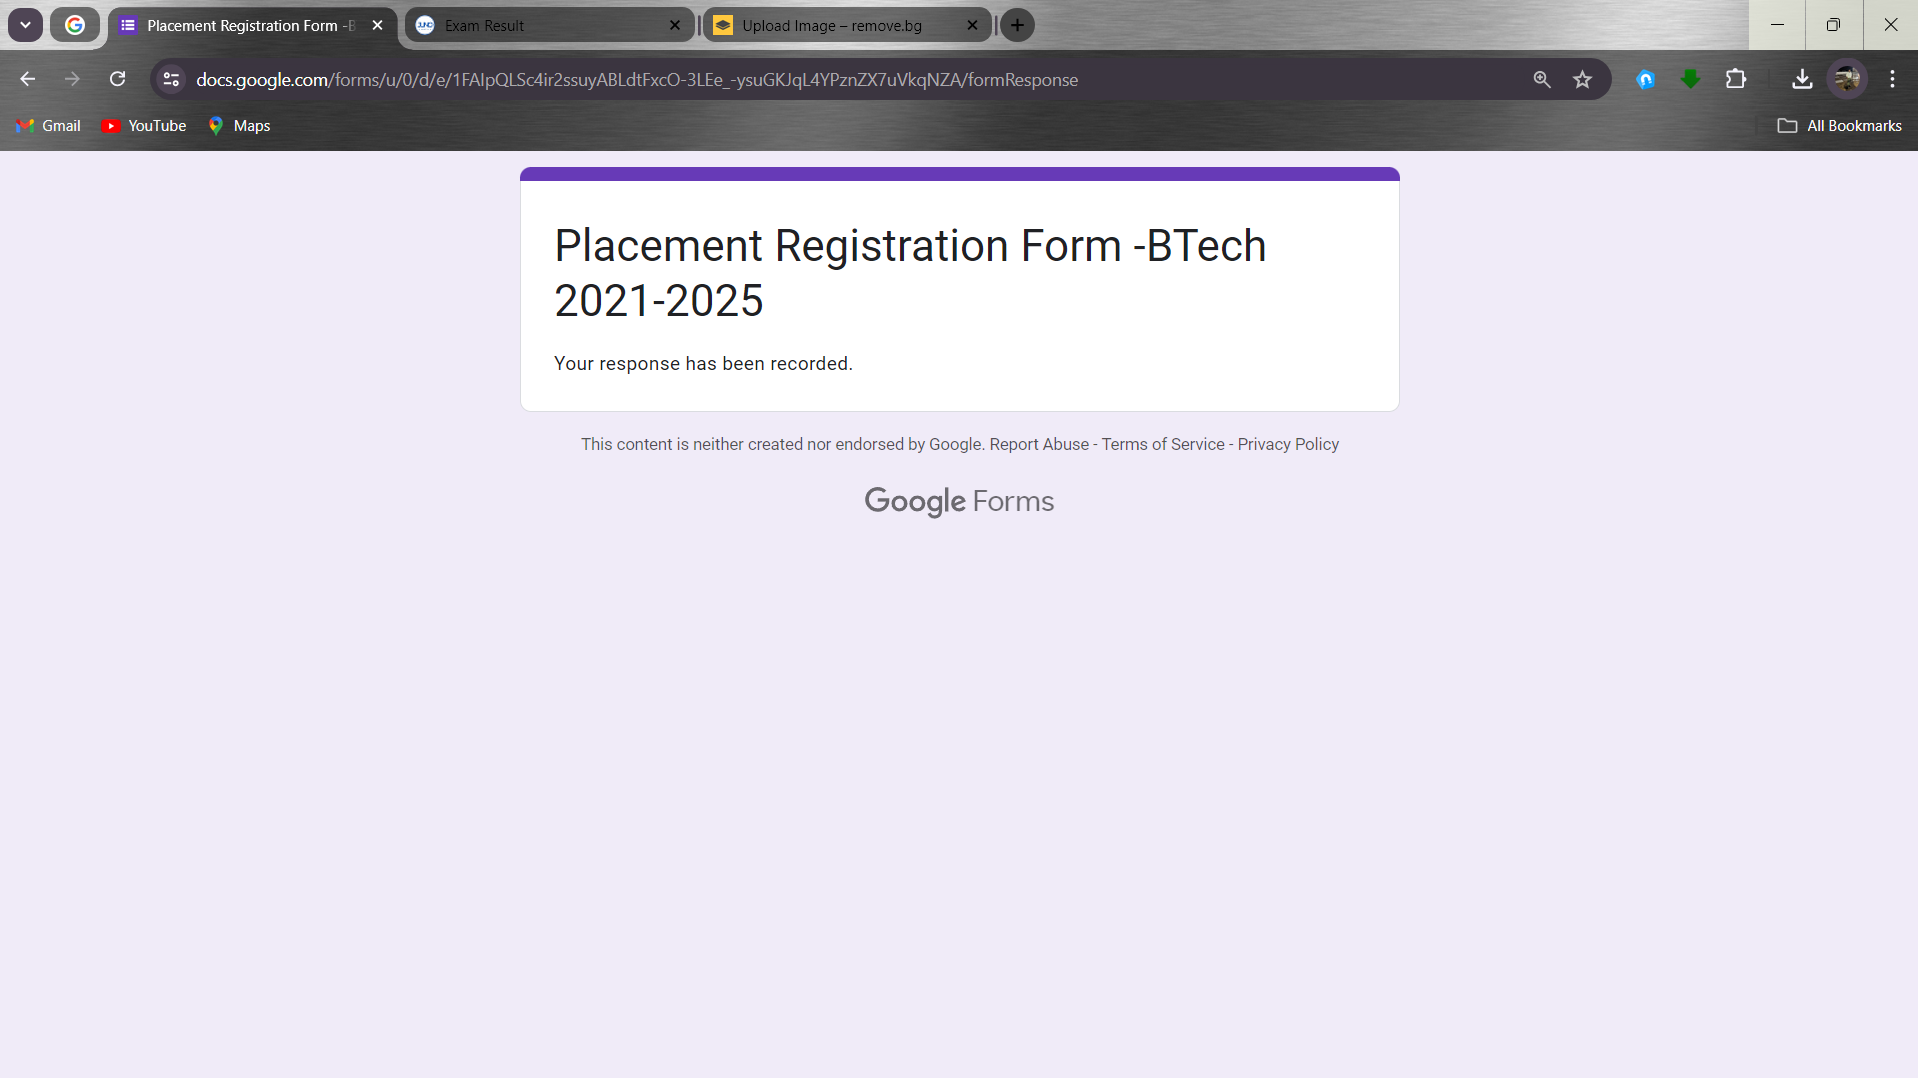 Placement Registration Form -B
Exam Result
Upload Image – remove.bg
docs.google.com/forms/u/0/d/e/1FAIpQLSc4ir2ssuyABLdtFxcO-3LEe_-ysuGKJqL4YPznZX7uVkqNZA/formResponse
Gmail
YouTube
Maps
All Bookmarks
Placement Registration Form -BTech
2021-2025
Your response has been recorded.
This content is neither created nor endorsed by Google. Report Abuse - Terms of Service - Privacy Policy
Google Forms